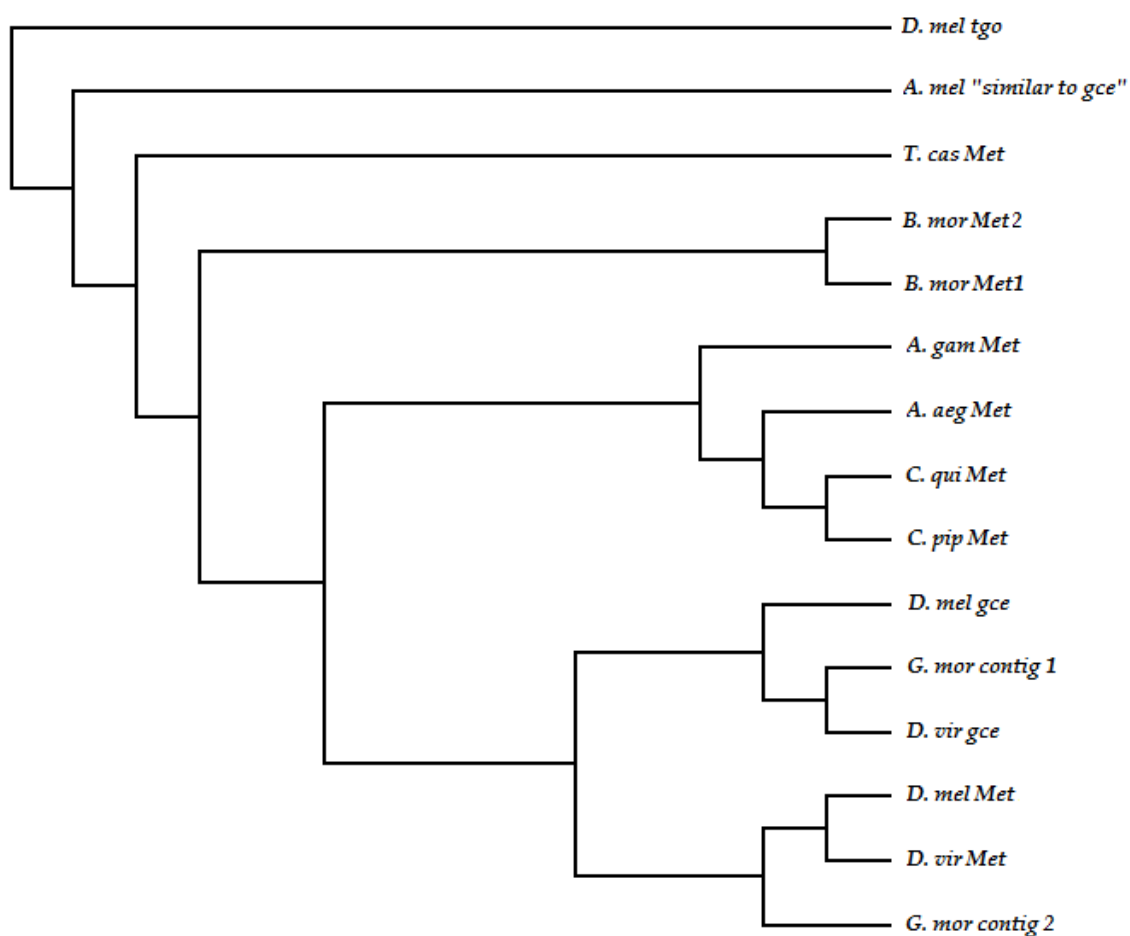 D. mel tgo
A. mel "similar to gce"
T. cas Met
B. mor Met2
B. mor Met1
A. gam Met
A. aeg Met
C. qui Met
C. pip Met
D. mel gce
G. mor contig 1
D. vir gce
D. mel Met
D. vir Met
G. mor contig 2